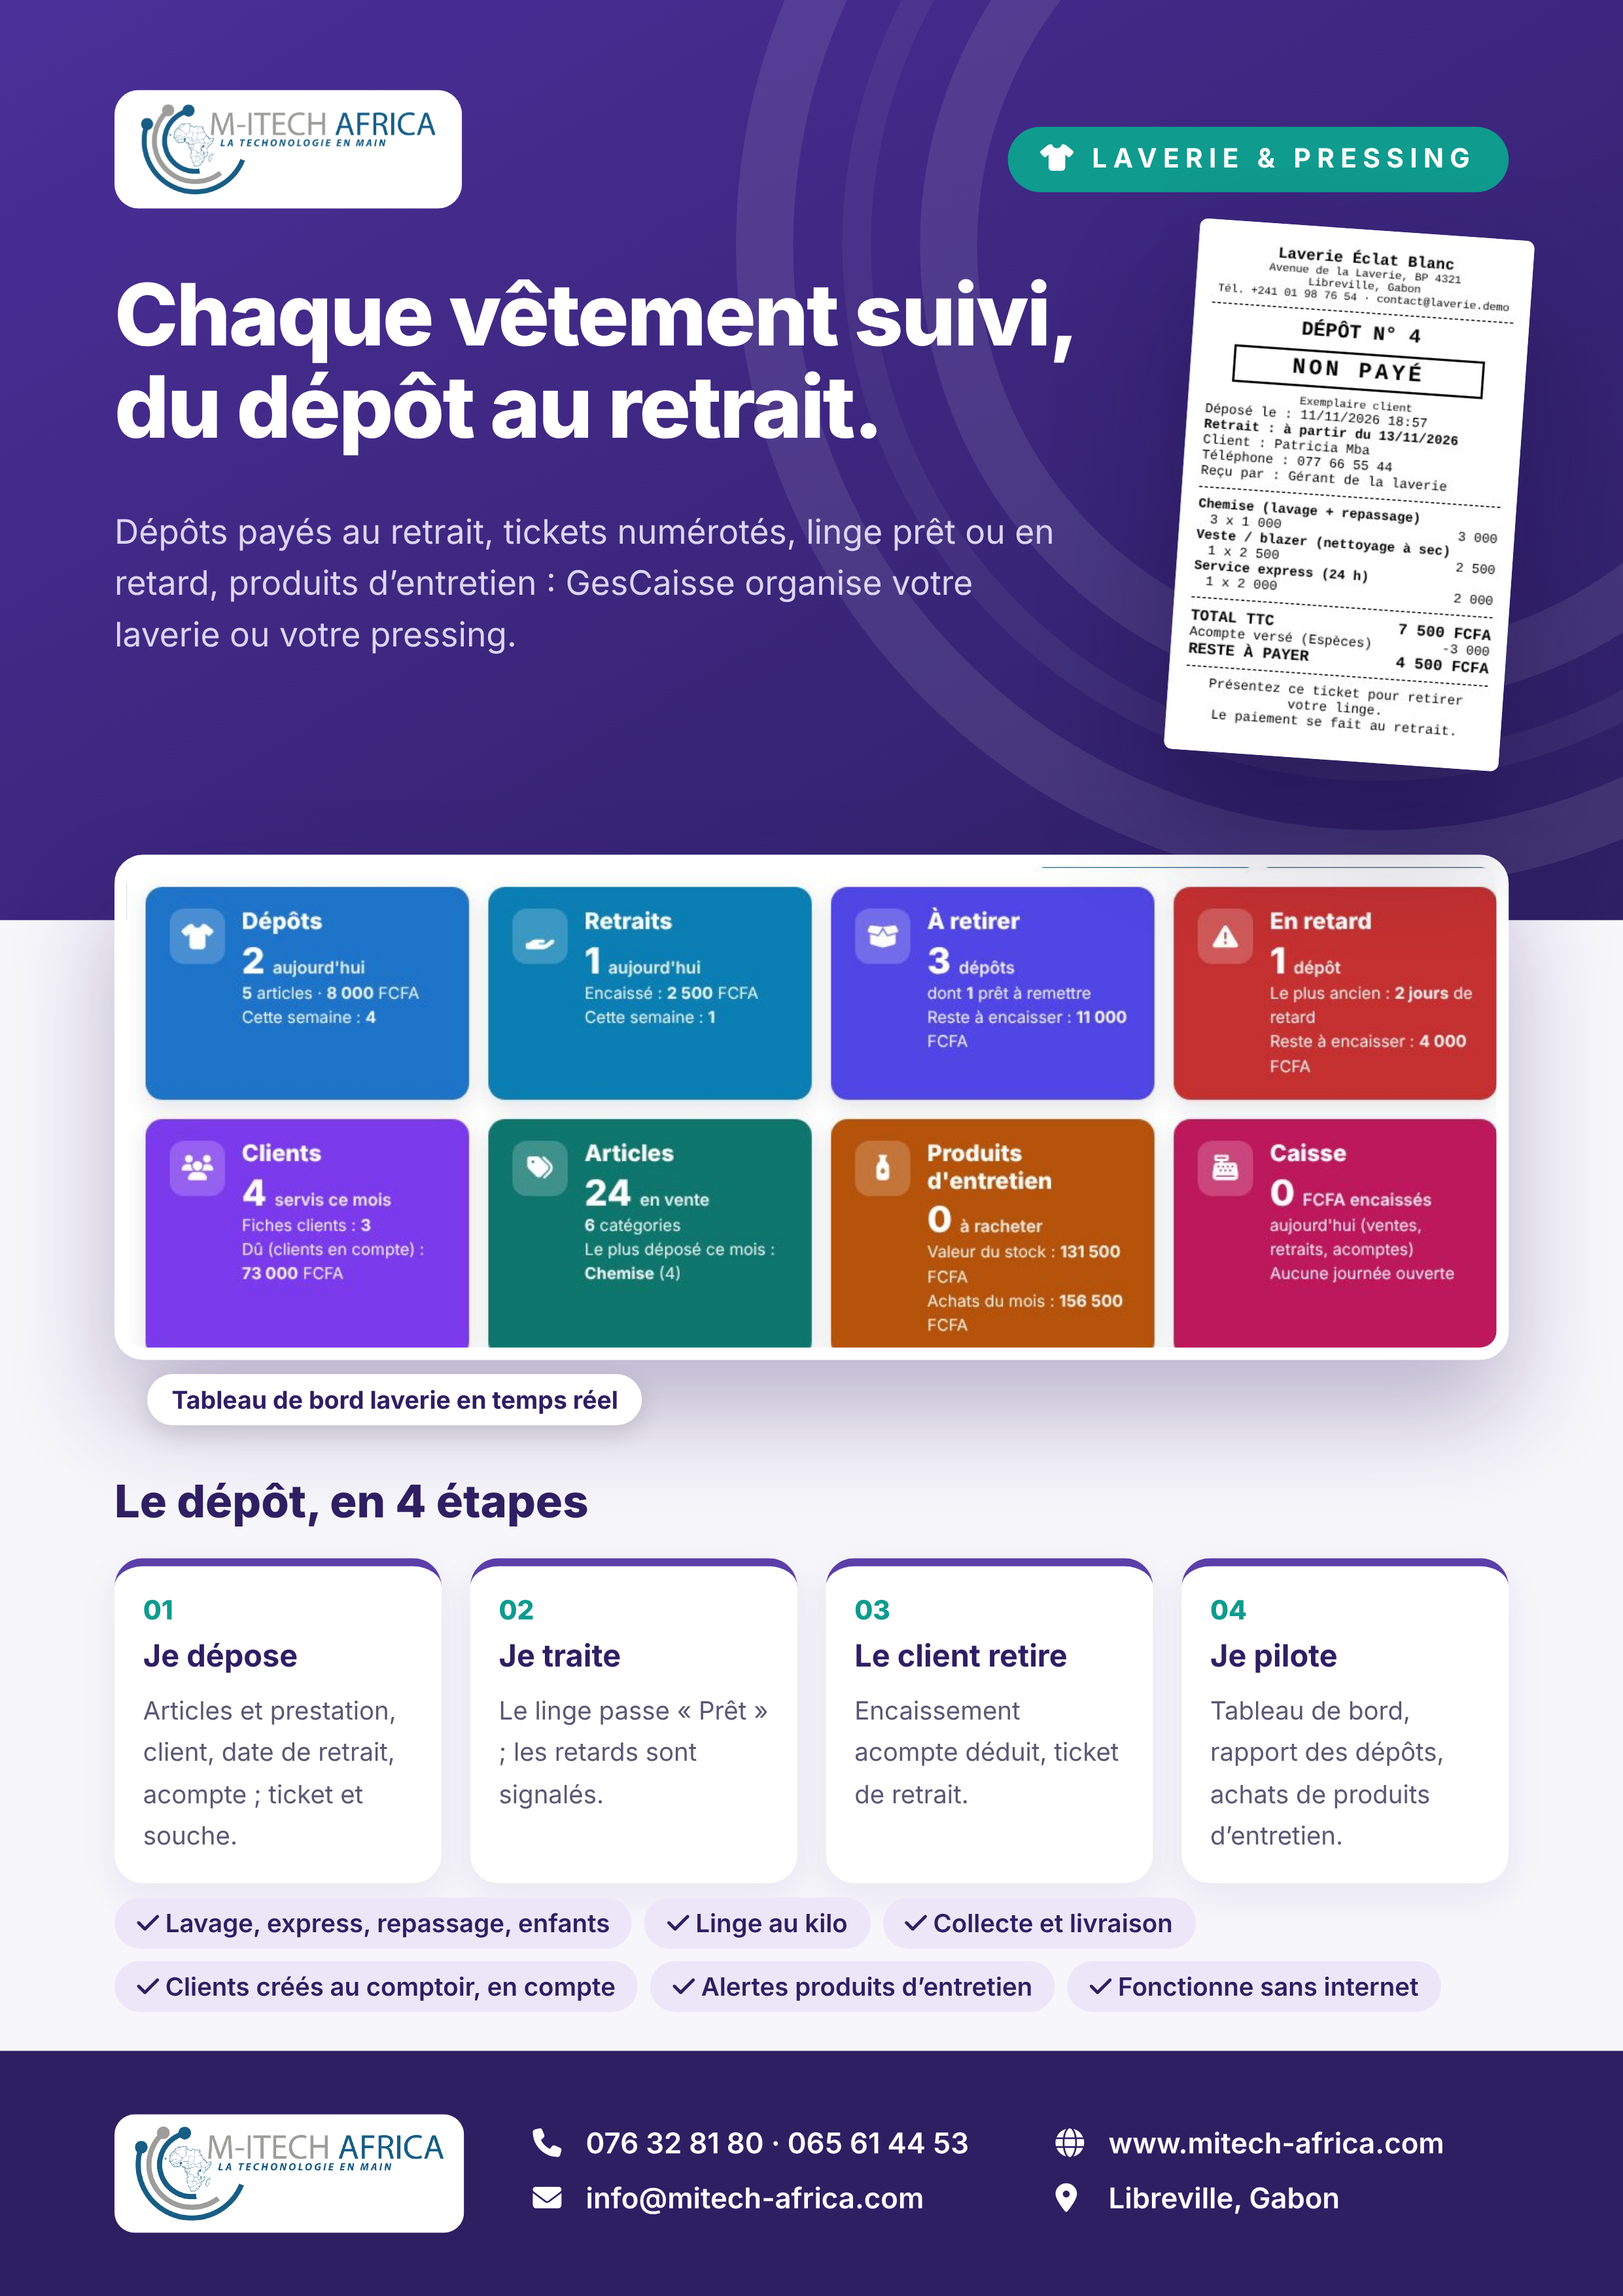 M-ITECH AFRICA
LA TECHONOLOGIE EN MAIN
LAVERIE & PRESSING
Chaque vêtement suivi,
du dépôt au retrait.
Dépôts payés au retrait, tickets numérotés, linge prêt ou en
retard, produits d’entretien : GesCaisse organise votre
laverie ou votre pressing.
Laverie Éclat Blanc
Avenue de la Laverie, BP 4321
Libreville, Gabon
Tél. +241 01 98 76 54 · contact@laverie.demo
DÉPÔT N° 4
NON PAYÉ
Exemplaire client
Déposé le : 11/11/2026 18:57
Retrait : à partir du 13/11/2026
Client : Patricia Mba
Téléphone : 077 66 55 44
Reçu par : Gérant de la laverie
Chemise (lavage + repassage)
3 x 1 000 3 000
Veste / blazer (nettoyage à sec)
1 x 2 500 2 500
Service express (24 h)
1 x 2 000 2 000
TOTAL TTC 7 500 FCFA
Acompte versé (Espèces) -3 000
RESTE À PAYER 4 500 FCFA
Présentez ce ticket pour retirer
votre linge.
Le paiement se fait au retrait.
Dépôts
2 aujourd'hui
5 articles · 8 000 FCFA
Cette semaine : 4
Retraits
1 aujourd'hui
Encaissé : 2 500 FCFA
Cette semaine : 1
À retirer
3 dépôts
dont 1 prêt à remettre
Reste à encaisser : 11 000
FCFA
En retard
1 dépôt
Le plus ancien : 2 jours de
retard
Reste à encaisser : 4 000
FCFA
Clients
4 servis ce mois
Fiches clients : 3
Dû (clients en compte) :
73 000 FCFA
Articles
24 en vente
6 catégories
Le plus déposé ce mois :
Chemise (4)
Produits
d'entretien
0 à racheter
Valeur du stock : 131 500
FCFA
Achats du mois : 156 500
FCFA
Caisse
0 FCFA encaissés
aujourd'hui (ventes,
retraits, acomptes)
Aucune journée ouverte
Tableau de bord laverie en temps réel
Le dépôt, en 4 étapes
01
Je dépose
Articles et prestation,
client, date de retrait,
acompte ; ticket et
souche.
02
Je traite
Le linge passe « Prêt »
; les retards sont
signalés.
03
Le client retire
Encaissement
acompte déduit, ticket
de retrait.
04
Je pilote
Tableau de bord,
rapport des dépôts,
achats de produits
d’entretien.
Lavage, express, repassage, enfants
Linge au kilo
Collecte et livraison
Clients créés au comptoir, en compte
Alertes produits d’entretien
Fonctionne sans internet
M-ITECH AFRICA
LA TECHONOLOGIE EN MAIN
076 32 81 80 · 065 61 44 53
info@mitech-africa.com
www.mitech-africa.com
Libreville, Gabon